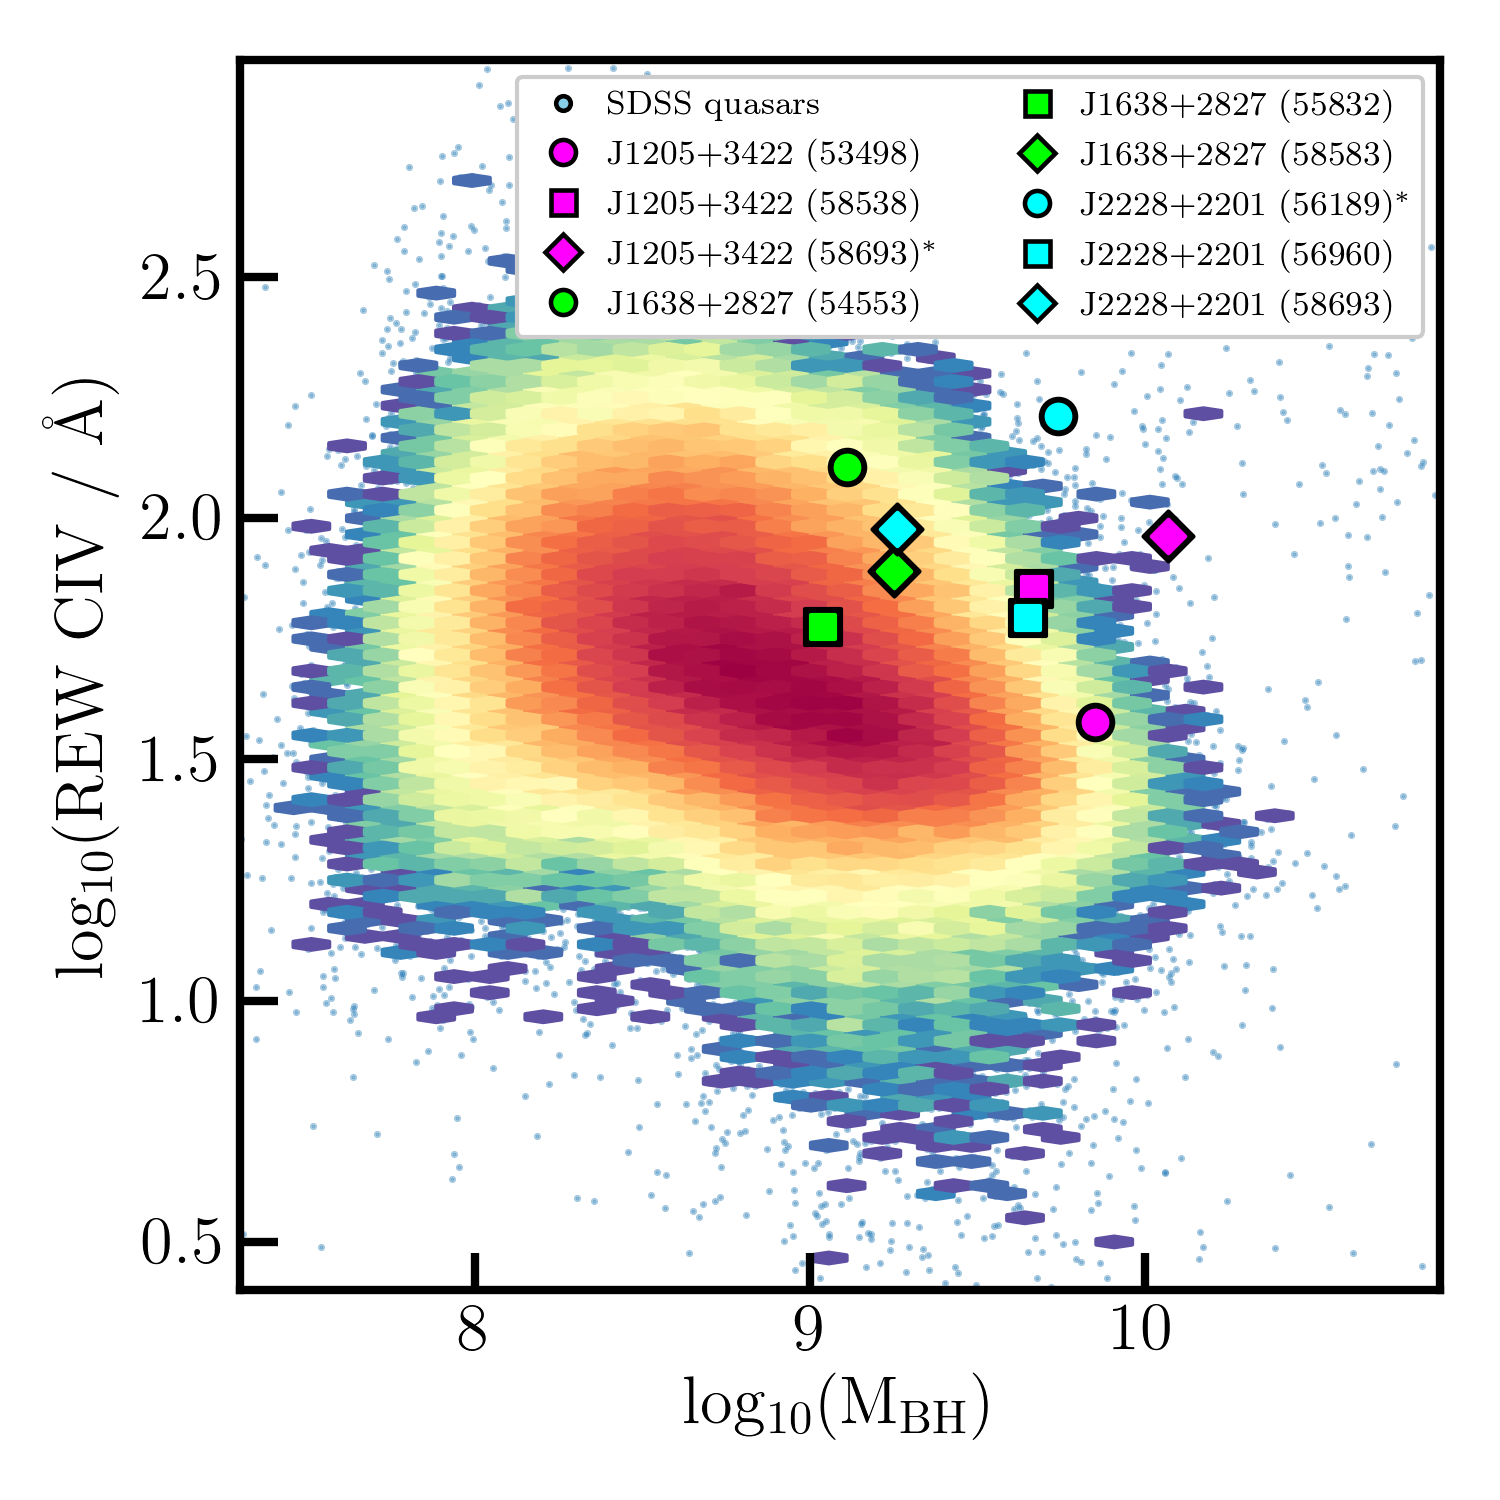 SDSS quasars
J1205+3422 (53498)
J1205+3422 (58538)
J1205+3422 (58693)*
J1638+2827 (54553)
J1638+2827 (55832)
J1638+2827 (58583)
J2228+2201 (56189)*
J2228+2201 (56960)
J2228+2201 (58693)
log₁₀(REW CIV / Å)
2.5
2.0
1.5
1.0
0.5
8 9 10
log₁₀(M_BH)